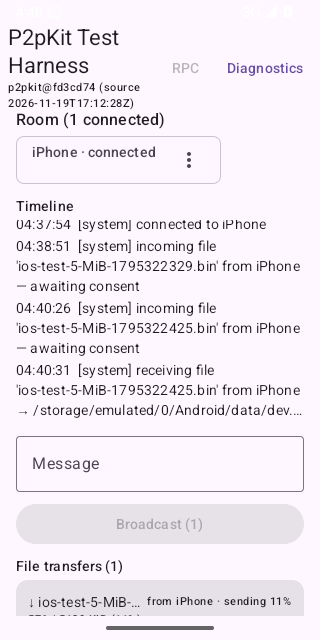 P2pKit Test
Harness
RPC
Diagnostics
p2pkit@fd3cd74 (source
2026-11-19T17:12:28Z)
Room (1 connected)
iPhone · connected
Timeline
04:37:54 [system] connected to iPhone
04:38:51 [system] incoming file
'ios-test-5-MiB-1795322329.bin' from iPhone
— awaiting consent
04:40:26 [system] incoming file
'ios-test-5-MiB-1795322425.bin' from iPhone
— awaiting consent
04:40:31 [system] receiving file
'ios-test-5-MiB-1795322425.bin' from iPhone
→ /storage/emulated/0/Android/data/dev....
Message
Broadcast (1)
File transfers (1)
↓ ios-test-5-MiB-... from iPhone · sending 11%